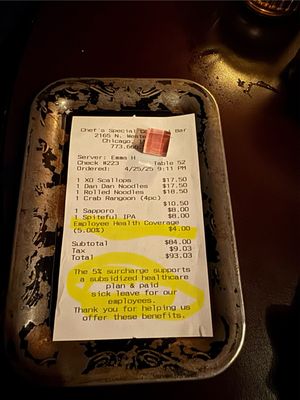 Chef's Special Co Bar
2165 N. Weste
Chicago,
773.66
Server: Emma H
Check #223 Table 52
Ordered: 4/25/25 9:11 PM
1 XO Scallops $17.50
1 Dan Dan Noodles $17.50
1 Rolled Noodles $18.50
1 Crab Rangoon (4pc)
$10.50
1 Sapporo $8.00
1 Spiteful IPA $8.00
Employee Health Coverage
(5.00%) $4.00
Subtotal $84.00
Tax $9.03
Total $93.03
The 5% surcharge supports
a subsidized healthcare
plan & paid
sick leave for our
employees.
Thank you for helping us
offer these benefits.